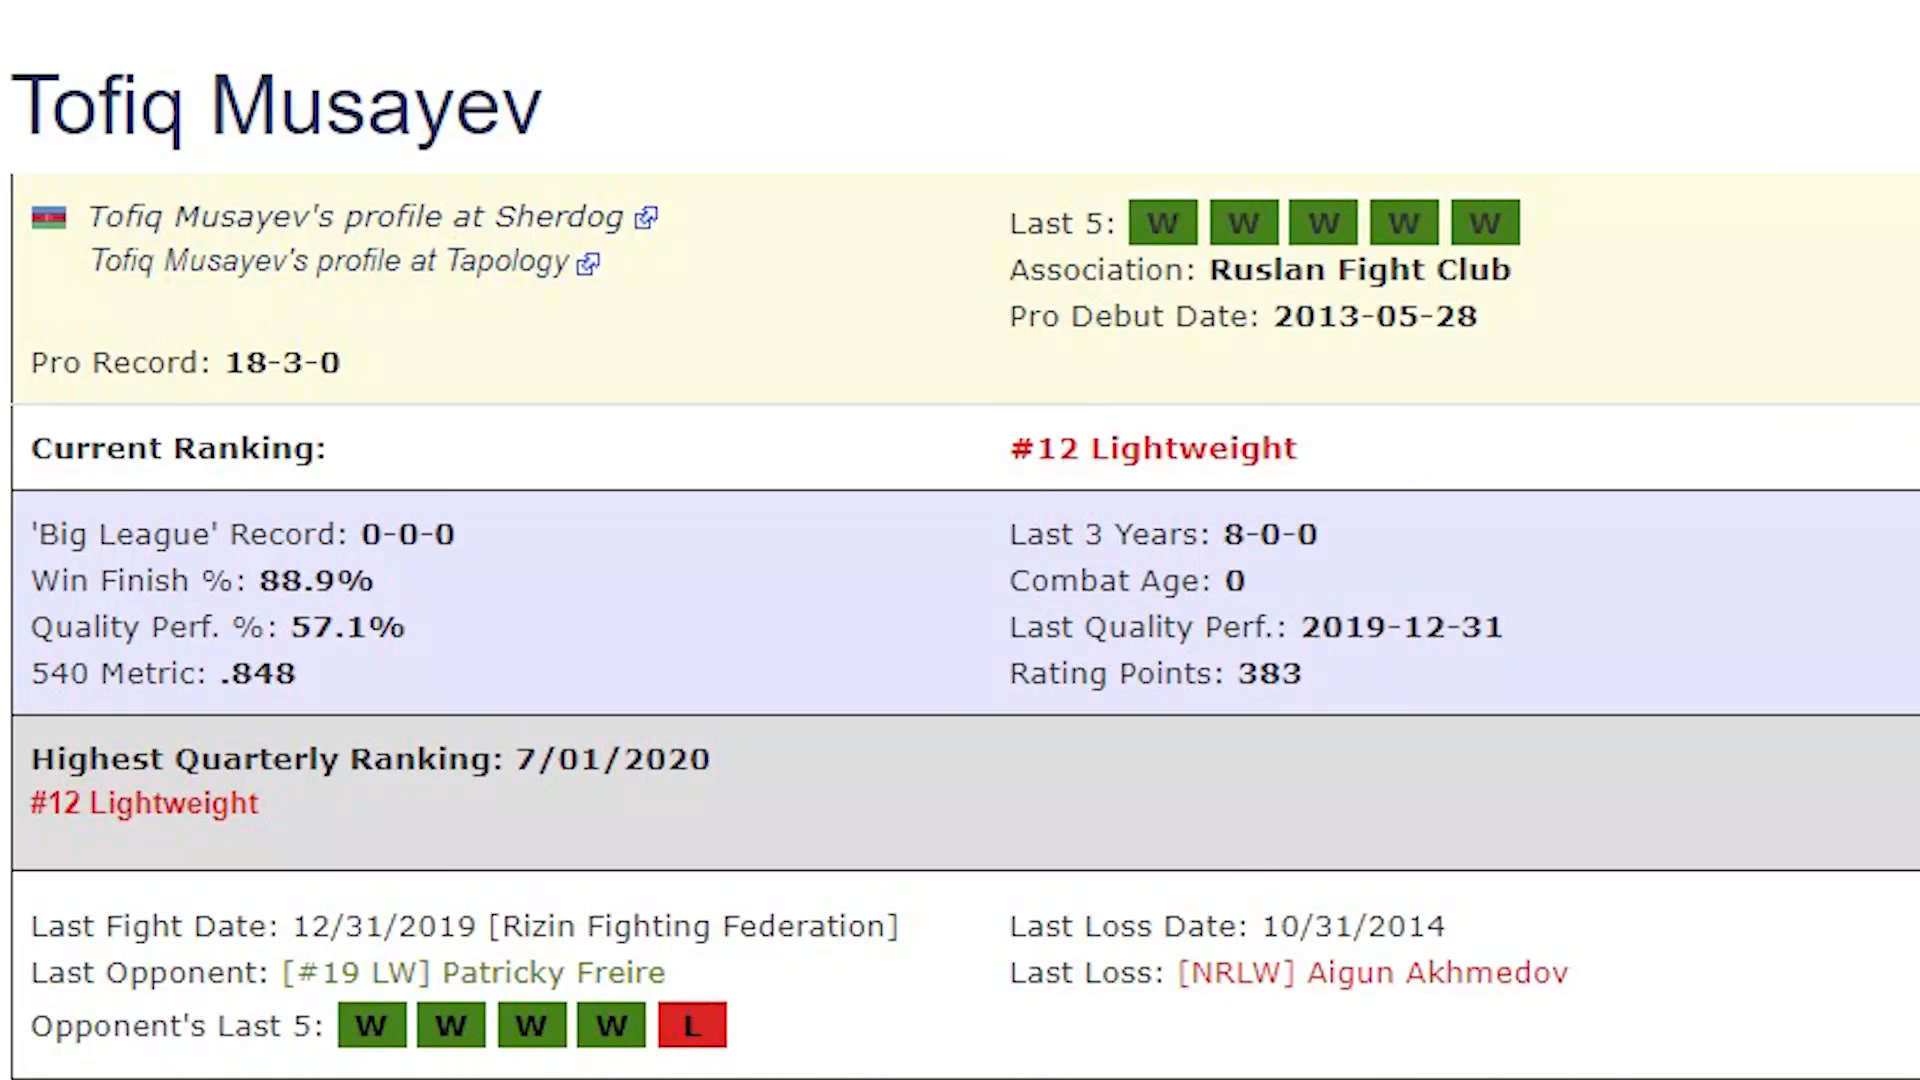 Tofiq Musayev
Tofiq Musayev's profile at Sherdog
Tofiq Musayev's profile at Tapology
Pro Record: 18-3-0
Last 5: W W W W W
Association: Ruslan Fight Club
Pro Debut Date: 2013-05-28
Current Ranking:
#12 Lightweight
'Big League' Record: 0-0-0
Win Finish %: 88.9%
Quality Perf. %: 57.1%
540 Metric: .848
Last 3 Years: 8-0-0
Combat Age: 0
Last Quality Perf.: 2019-12-31
Rating Points: 383
Highest Quarterly Ranking: 7/01/2020
#12 Lightweight
Last Fight Date: 12/31/2019 [Rizin Fighting Federation]
Last Opponent: [#19 LW] Patricky Freire
Opponent's Last 5: W W W W L
Last Loss Date: 10/31/2014
Last Loss: [NRLW] Aigun Akhmedov